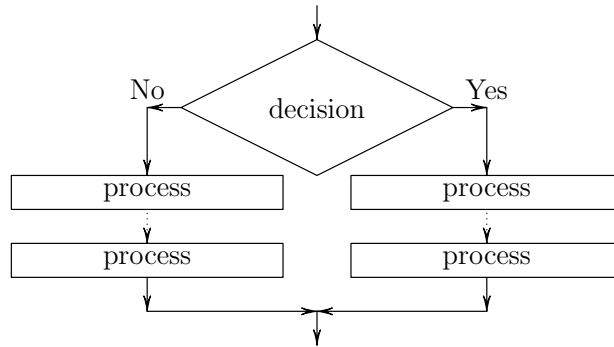 No
Yes
decision
process
process
process
process